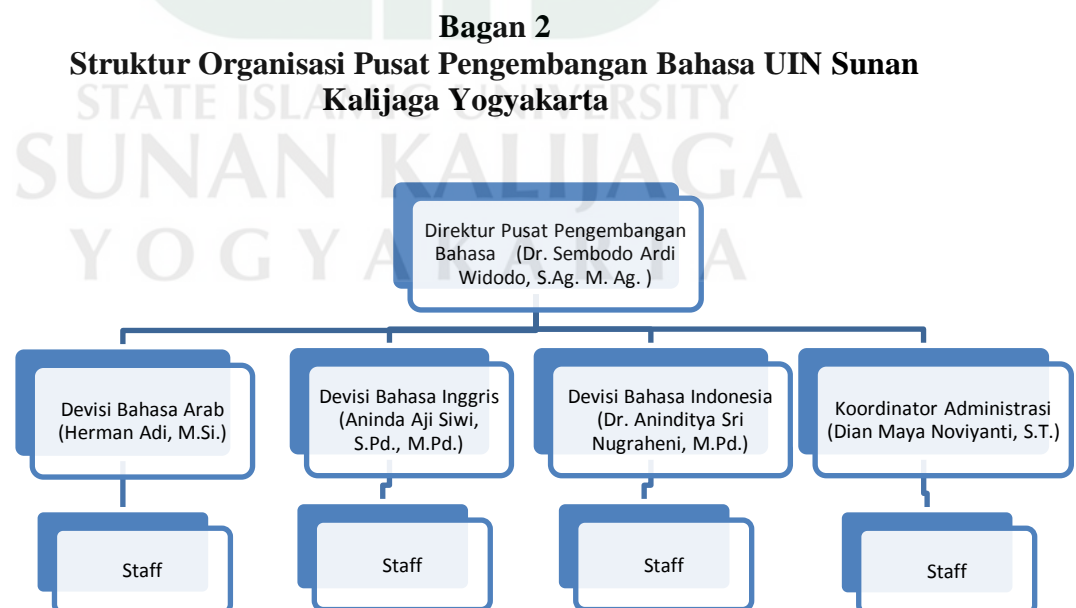 Bagan 2
Struktur Organisasi Pusat Pengembangan Bahasa UIN Sunan
Kalijaga Yogyakarta
STATE ISLAMIC UNIVERSITY
SUNAN KALIJAGA
YOGYAKARTA
Direktur Pusat Pengembangan
Bahasa (Dr. Sembodo Ardi
Widodo, S.Ag. M. Ag. )
Devisi Bahasa Arab
(Herman Adi, M.Si.)
Devisi Bahasa Inggris
(Aninda Aji Siwi,
S.Pd., M.Pd.)
Devisi Bahasa Indonesia
(Dr. Aninditya Sri
Nugraheni, M.Pd.)
Koordinator Administrasi
(Dian Maya Noviyanti, S.T.)
Staff
Staff
Staff
Staff